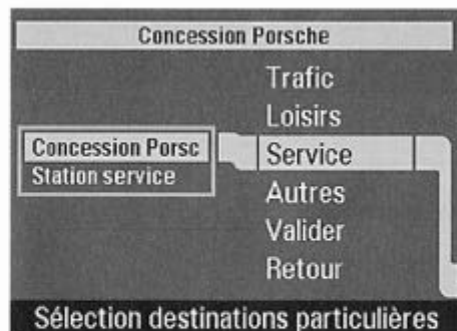 Concession Porsche
Trafic
Loisirs
Concession Porsc
Station service
Service
Autres
Valider
Retour
Sélection destinations particulières